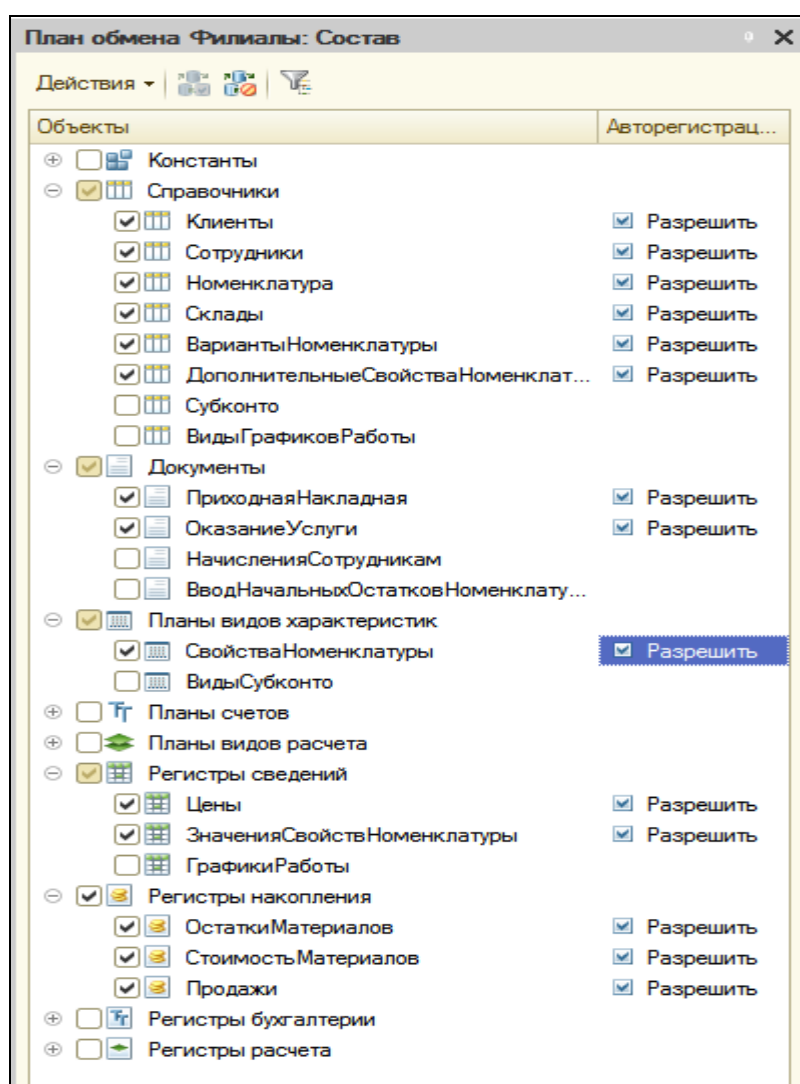 План обмена Филиалы: Состав
Действия
Объекты Авторегистрац...
Константы
Справочники
Клиенты Разрешить
Сотрудники Разрешить
Номенклатура Разрешить
Склады Разрешить
ВариантыНоменклатуры Разрешить
ДополнительныеСвойстваНоменклат... Разрешить
Субконто
ВидыГрафиковРаботы
Документы
ПриходнаяНакладная Разрешить
ОказаниеУслуги Разрешить
НачисленияСотрудникам
ВводНачальныхОстатковНоменклату...
Планы видов характеристик
СвойстваНоменклатуры Разрешить
ВидыСубконто
Планы счетов
Планы видов расчета
Регистры сведений
Цены Разрешить
ЗначенияСвойствНоменклатуры Разрешить
ГрафикиРаботы
Регистры накопления
ОстаткиМатериалов Разрешить
СтоимостьМатериалов Разрешить
Продажи Разрешить
Регистры бухгалтерии
Регистры расчета